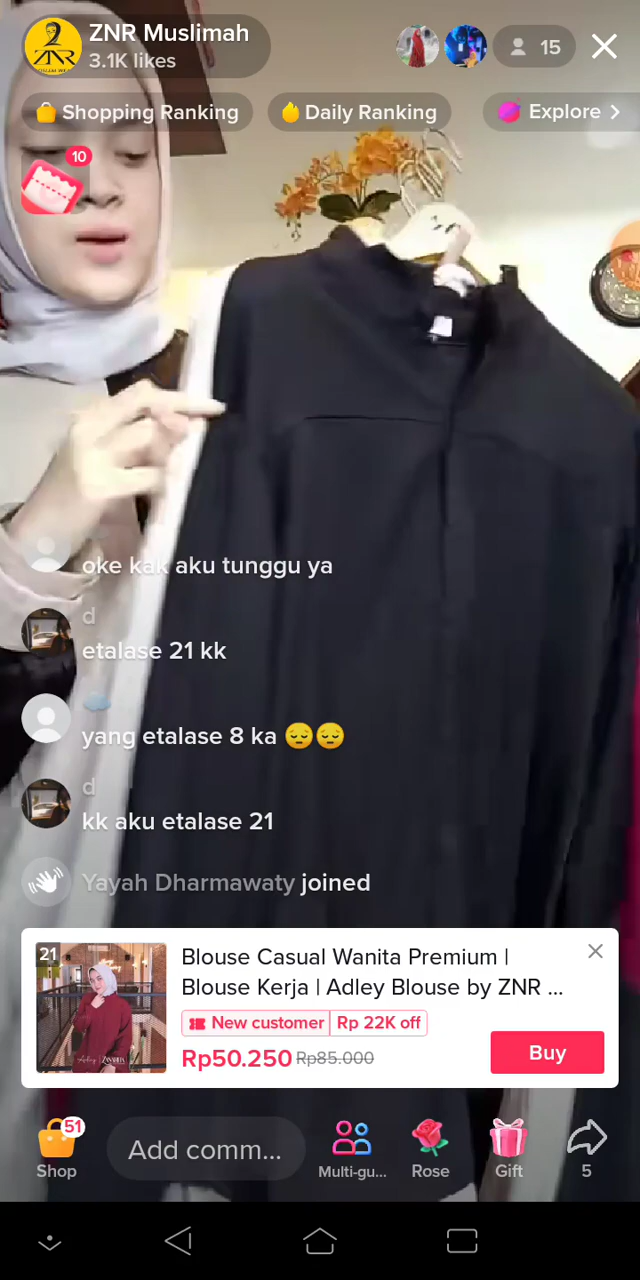 ZNR Muslimah
3.1K likes
15
Shopping Ranking
Daily Ranking
Explore
10
ZNR
oke kak aku tunggu ya
d
etalase 21 kk
yang etalase 8 ka 😔😔
d
kk aku etalase 21
Yayah Dharmawaty joined
21
Blouse Casual Wanita Premium |
Blouse Kerja | Adley Blouse by ZNR ...
New customer Rp 22K off
Rp50.250 Rp85.000
Buy
51
Shop
Add comm...
Multi-gu...
Rose
Gift
5